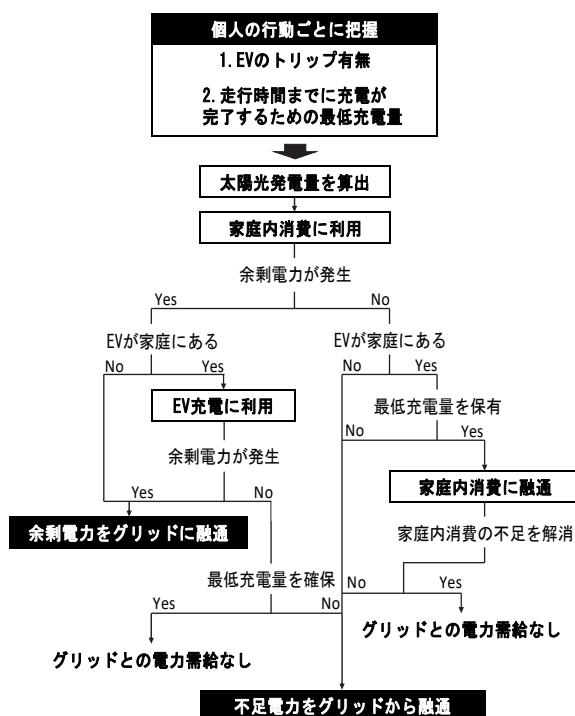 個人の行動ごとに把握
1. EVのトリップ有無
2. 走行時間までに充電が
完了するための最低充電量
太陽光発電量を算出
家庭内消費に利用
余剰電力が発生
Yes
No
EVが家庭にある
EVが家庭にある
No
Yes
No
Yes
EV充電に利用
最低充電量を保有
No
Yes
余剰電力が発生
Yes
No
家庭内消費に融通
余剰電力をグリッドに融通
家庭内消費の不足を解消
最低充電量を確保
No
Yes
Yes
No
グリッドとの電力需給なし
グリッドとの電力需給なし
不足電力をグリッドから融通